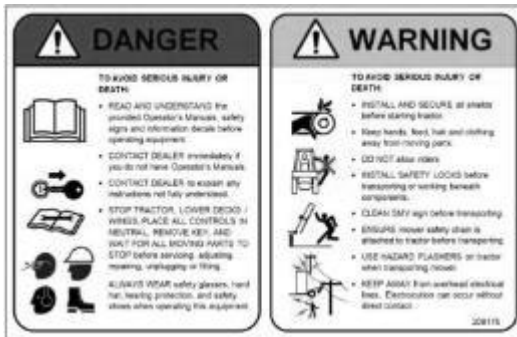 DANGER
TO AVOID SERIOUS INJURY OR
DEATH:
• READ AND UNDERSTAND the
provided Operator's Manuals, safety
signs and information decals before
operating equipment.
• CONTACT DEALER immediately if
you do not have Operator's Manuals.
• CONTACT DEALER to explain any
instructions not fully understood.
• STOP TRACTOR, LOWER DECKS /
WINGS, PLACE ALL CONTROLS IN
NEUTRAL, REMOVE KEY, AND
WAIT FOR ALL MOVING PARTS TO
STOP before servicing, adjusting,
repairing, unplugging or filling.
ALWAYS WEAR safety glasses, hard
hat, hearing protection, and safety
shoes when operating this equipment.
WARNING
TO AVOID SERIOUS INJURY OR
DEATH:
• INSTALL AND SECURE all shields
before starting tractor.
• Keep hands, feet, hair and clothing
away from moving parts.
• DO NOT allow riders.
• INSTALL SAFETY LOCKS before
transporting or working beneath
components.
• CLEAN SMV sign before transporting.
• ENSURE mower safety chain is
attached to tractor before transporting.
• USE HAZARD FLASHERS on tractor
when transporting mower.
• KEEP AWAY from overhead electrical
lines. Electrocution can occur without
direct contact.